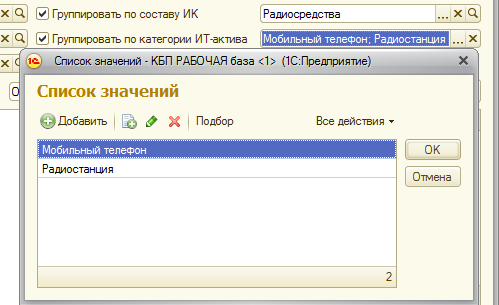 Группировать по составу ИК Радиосредства ...
Группировать по категории ИТ-актива Мобильный телефон; Радиостанция ...
1С Список значений - КБП РАБОЧАЯ база <1> (1С:Предприятие)
Список значений
Добавить Подбор Все действия
Мобильный телефон
Радиостанция
2
OK
Отмена